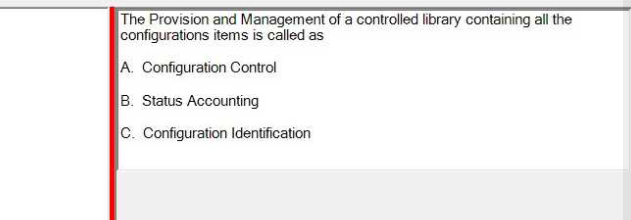 The Provision and Management of a controlled library containing all the
configurations items is called as
A. Configuration Control
B. Status Accounting
C. Configuration Identification